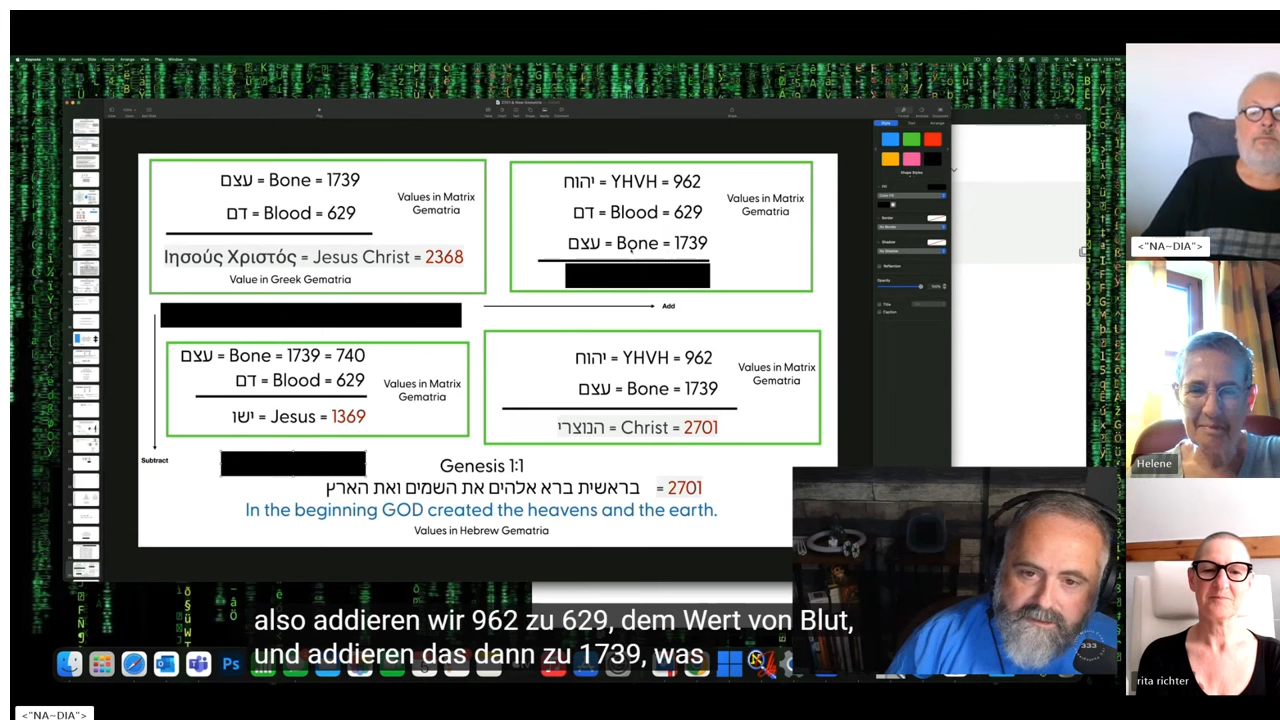 עצם = Bone = 1739
דם = Blood = 629
Values in Matrix
Gematria
Ιησούς Χριστός = Jesus Christ = 2368
Value in Greek Gematria
יהוח = YHVH = 962
דם = Blood = 629
עצם = Bone = 1739
Values in Matrix
Gematria
Add
עצם = Bone = 1739 = 740
דם = Blood = 629
ישו = Jesus = 1369
Values in Matrix
Gematria
יהוח = YHVH = 962
עצם = Bone = 1739
הנוצרי = Christ = 2701
Values in Matrix
Gematria
Subtract
Genesis 1:1
בראשית ברא אלהים את השמים ואת הארץ = 2701
In the beginning GOD created the heavens and the earth.
Values in Hebrew Gematria
also addieren wir 962 zu 629, dem Wert von Blut,
und addieren das dann zu 1739, was
Ps
333
<"NA~DIA">
Helene
rita richter
<"NA~DIA">